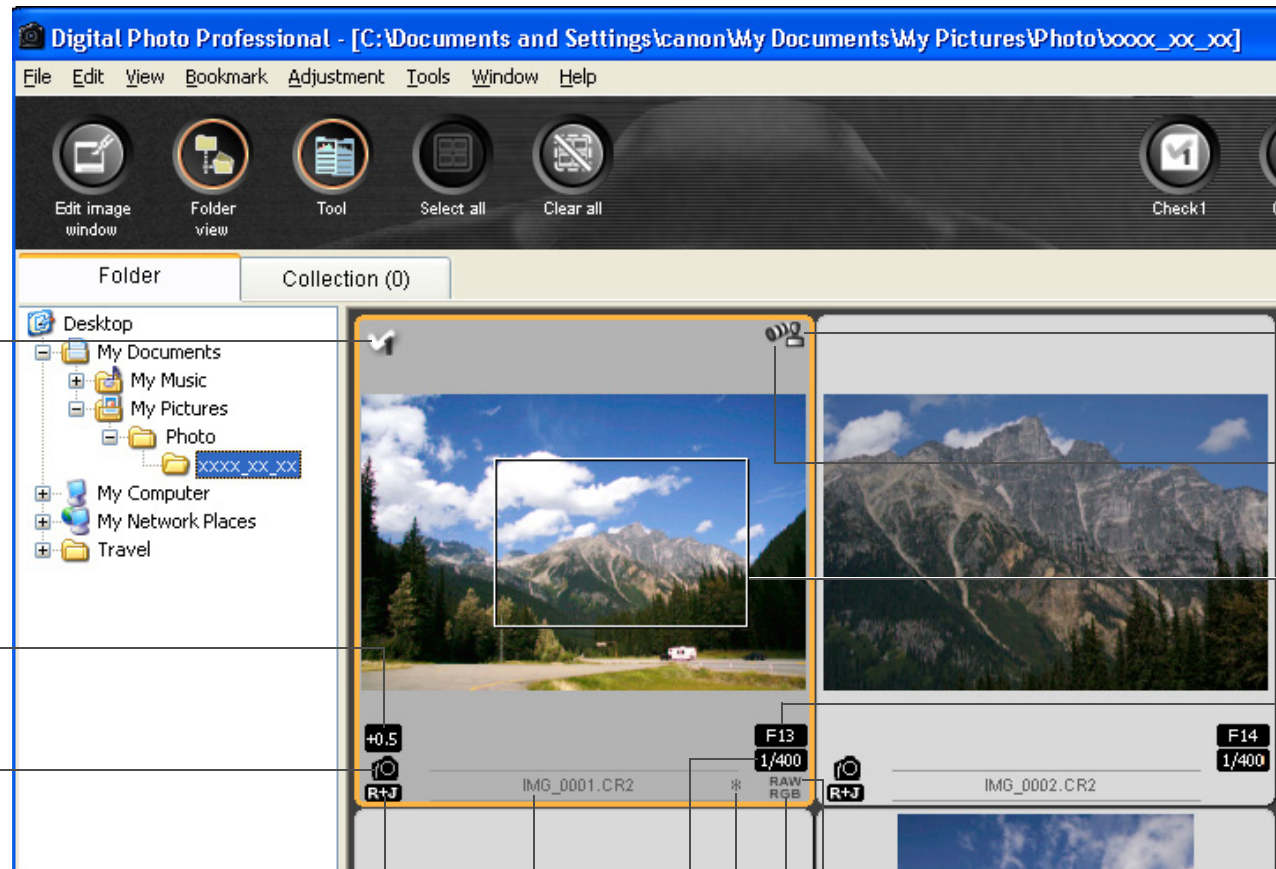 Digital Photo Professional - [C:\Documents and Settings\canon\My Documents\My Pictures\Photo\xxxx_xx_xx]
File Edit View Bookmark Adjustment Tools Window Help
Edit image window
Folder view
Tool
Select all
Clear all
Check1
Folder
Collection (0)
Desktop
My Documents
My Music
My Pictures
Photo
xxxx_xx_xx
My Computer
My Network Places
Travel
1
+0.5
F13
1/400
R+J
IMG_0001.CR2
*
RAW
RGB
F14
1/400
R+J
IMG_0002.CR2